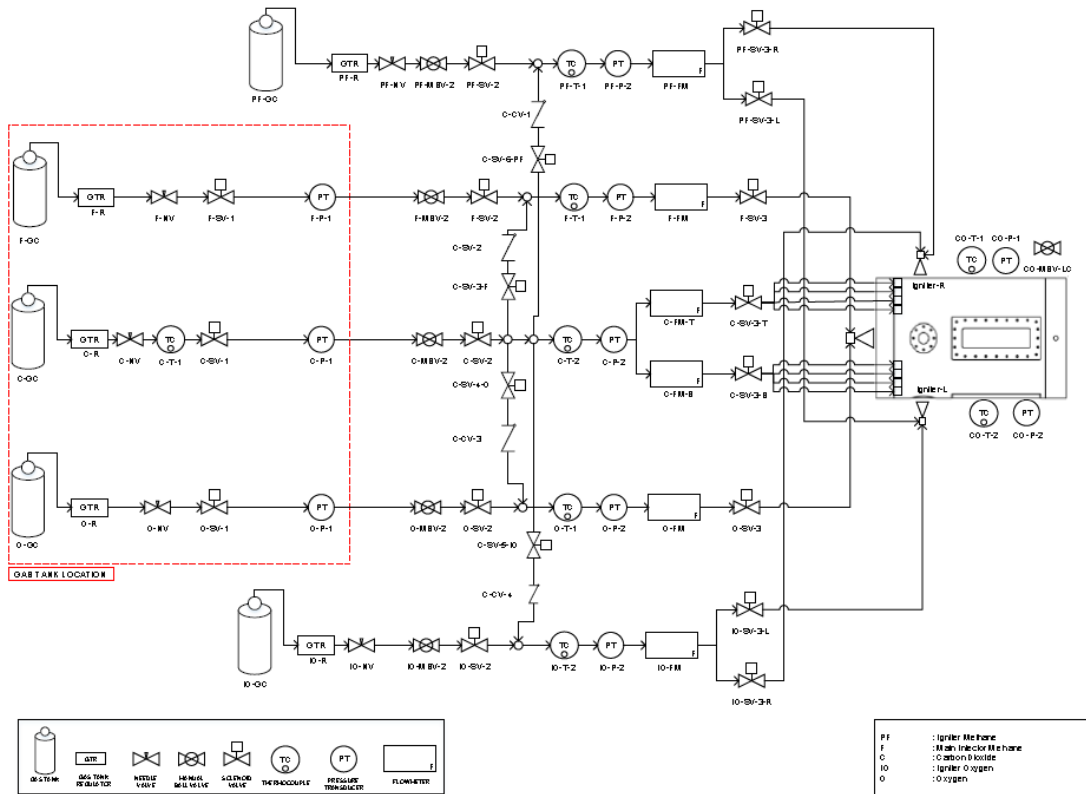 PF-GC
GTR
PF-R
PF-NV
PF-MBV-2
PF-SV-2
TC
PF-T-1
PT
PF-P-2
F
PF-FM
PF-SV-3-R
PF-SV-3-L
C-CV-1
C-SV-6-PF
F-GC
GTR
F-R
F-NV
F-SV-1
PT
F-P-1
F-MBV-2
F-SV-2
TC
F-T-1
PT
F-P-2
F
F-FM
F-SV-3
C-SV-2
C-SV-3-F
C-GC
GTR
C-R
C-NV
TC
C-T-1
C-SV-1
PT
C-P-1
C-MBV-2
C-SV-2
TC
C-T-2
PT
C-P-2
F
C-FM-T
C-SV-3-T
F
C-FM-B
C-SV-3-B
C-SV-4-O
C-CV-3
O-GC
GTR
O-R
O-NV
O-SV-1
PT
O-P-1
O-MBV-2
O-SV-2
TC
O-T-1
PT
O-P-2
F
O-FM
O-SV-3
GAS TANK LOCATION
C-SV-5-IO
C-CV-4
IO-GC
GTR
IO-R
IO-NV
IO-MBV-2
IO-SV-2
TC
IO-T-2
PT
IO-P-2
F
IO-FM
IO-SV-3-L
IO-SV-3-R
CO-T-1
CO-P-1
TC
PT
CO-MBV-LC
Igniter-R
Igniter-L
TC
PT
CO-T-2
CO-P-2
GAS TANK
GTR
GAS TANK
REGULATOR
NEEDLE
VALVE
MANUAL
BALL VALVE
SOLENOID
VALVE
TC
THERMOCOUPLE
PT
PRESSURE
TRANSDUCER
F
FLOWMETER
PF : Igniter Methane
F : Main Injector Methane
C : Carbon Dioxide
IO : Igniter Oxygen
O : Oxygen